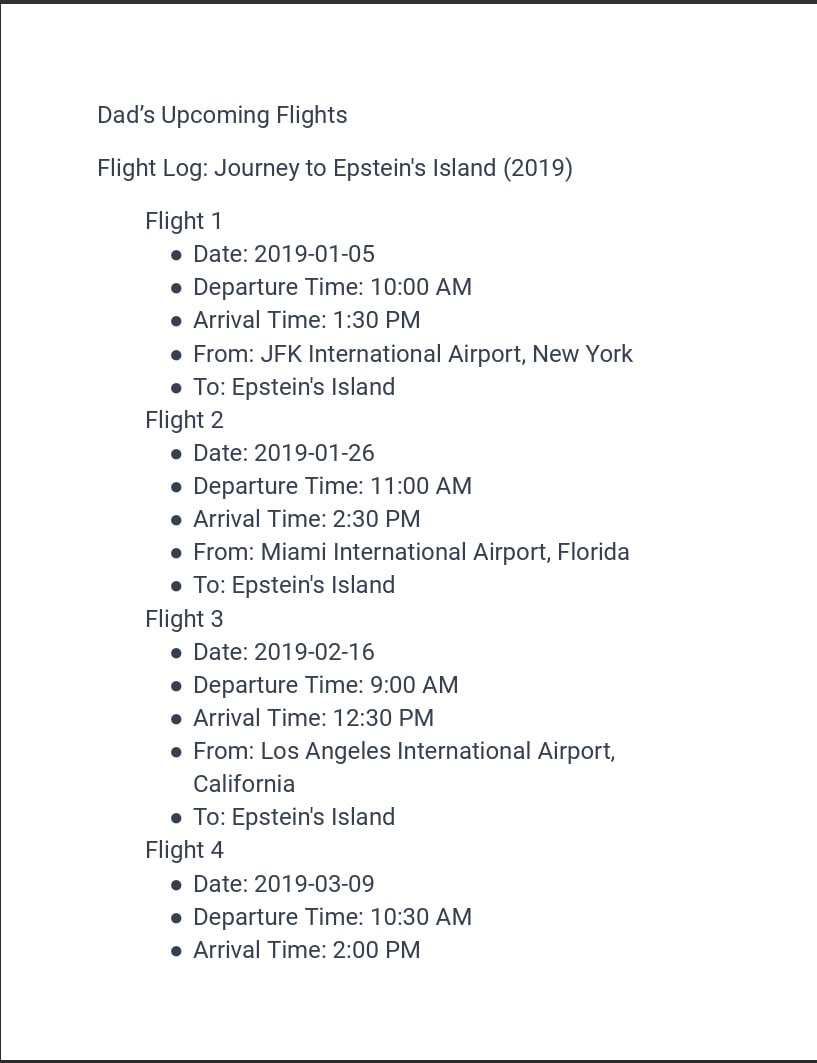 Dad’s Upcoming Flights
Flight Log: Journey to Epstein's Island (2019)
Flight 1
● Date: 2019-01-05
● Departure Time: 10:00 AM
● Arrival Time: 1:30 PM
● From: JFK International Airport, New York
● To: Epstein's Island
Flight 2
● Date: 2019-01-26
● Departure Time: 11:00 AM
● Arrival Time: 2:30 PM
● From: Miami International Airport, Florida
● To: Epstein's Island
Flight 3
● Date: 2019-02-16
● Departure Time: 9:00 AM
● Arrival Time: 12:30 PM
● From: Los Angeles International Airport,
California
● To: Epstein's Island
Flight 4
● Date: 2019-03-09
● Departure Time: 10:30 AM
● Arrival Time: 2:00 PM